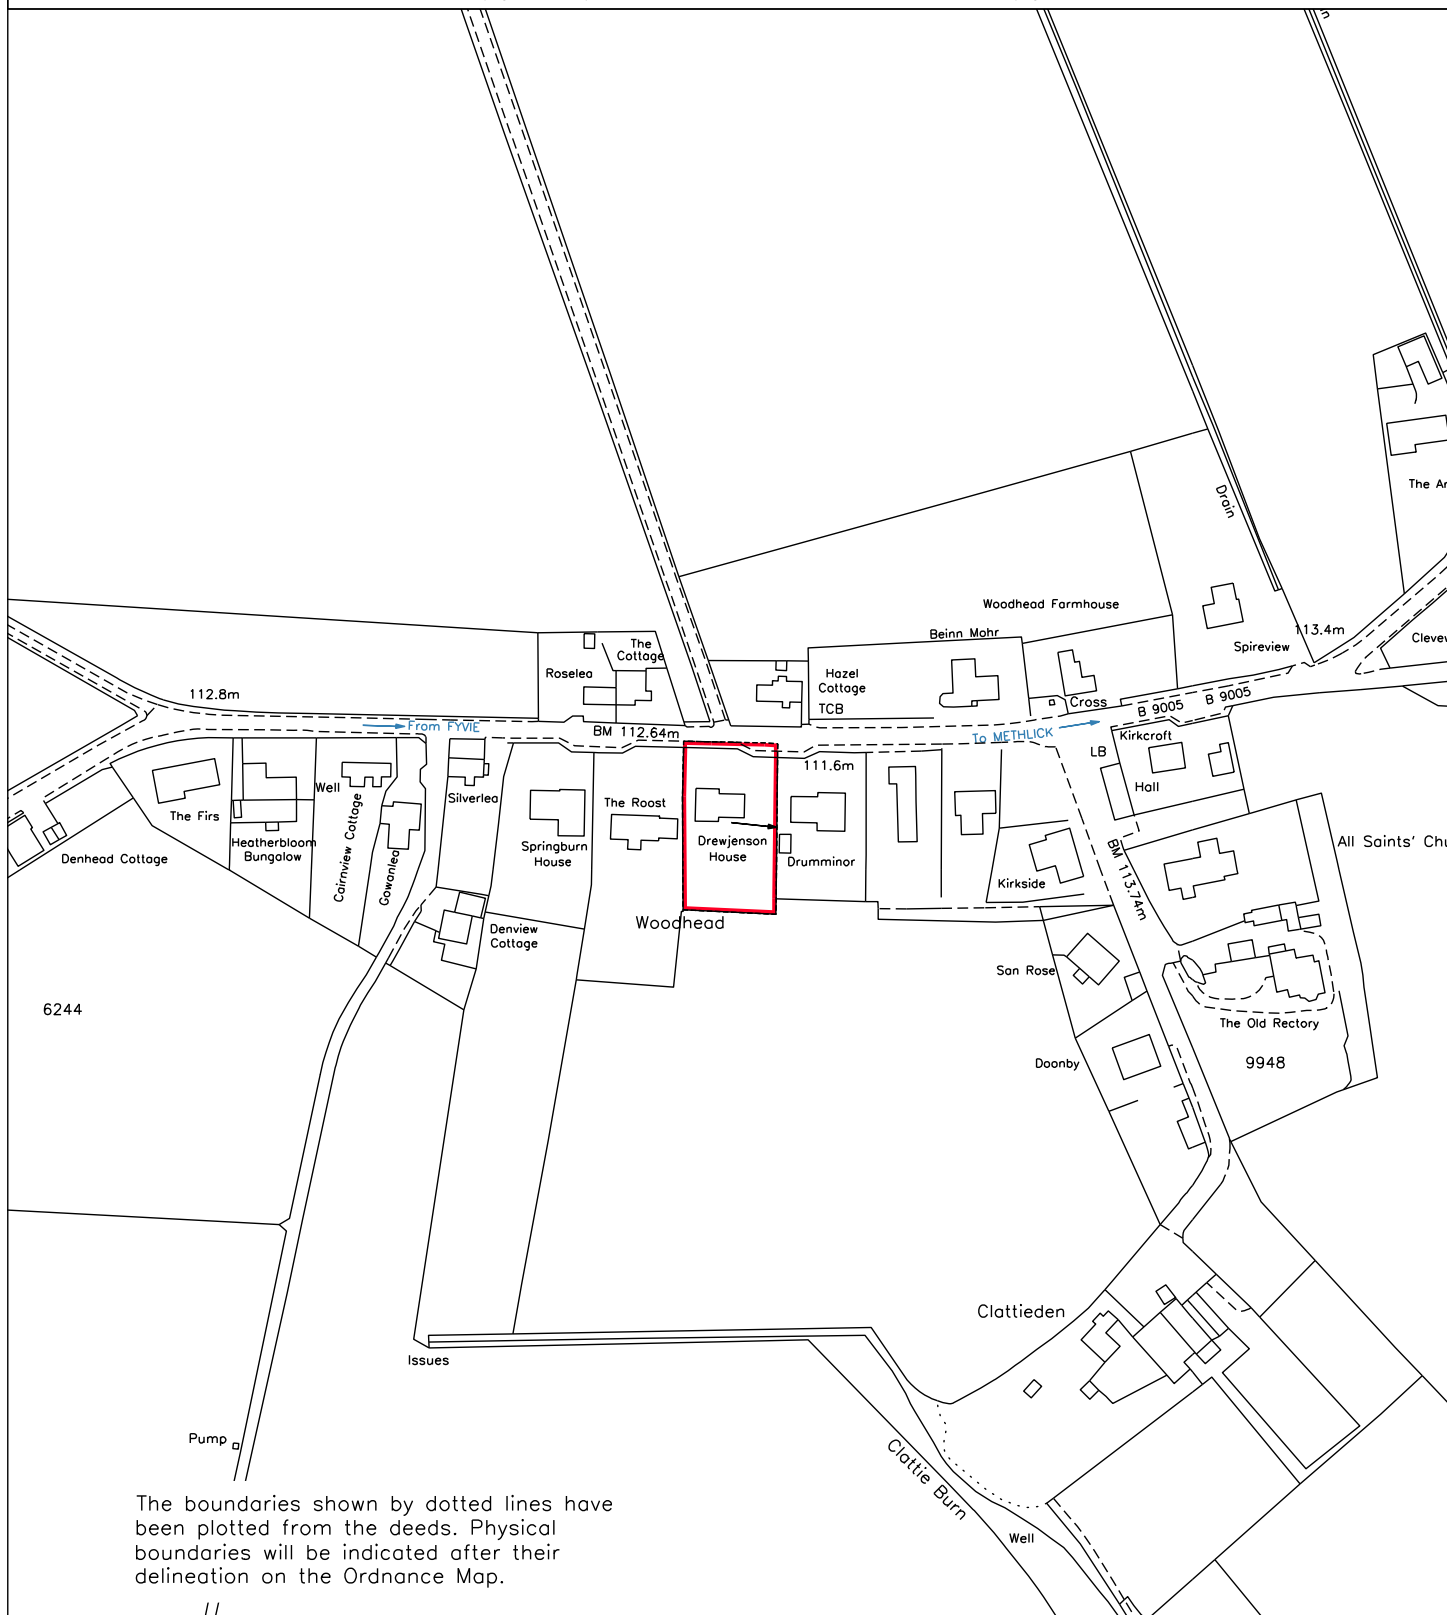 Drain
The
Woodhead Farmhouse
Beinn Mohr
113.4m
Spireview
The
Cottage
Roselea
Hazel
Cottage
TCB
112.8m
Cross
B 9005
B 9005
From FYVIE
BM 112.64m
To METHLICK
Kirkcroft
LB
111.6m
Hall
Well
The Firs
Heatherbloom
Bungalow
Cairnview Cottage
Gowanlea
Silverlea
The Roost
Springburn
House
Drewjenson
House
Drumminor
Denhead Cottage
Kirkside
BM 113.74m
All Saints'
Woodhead
Denview
Cottage
San Rose
6244
The Old Rectory
Doonby
9948
Clattieden
Issues
Pump
Clattie Burn
Well
The boundaries shown by dotted lines have
been plotted from the deeds. Physical
boundaries will be indicated after their
delineation on the Ordnance Map.